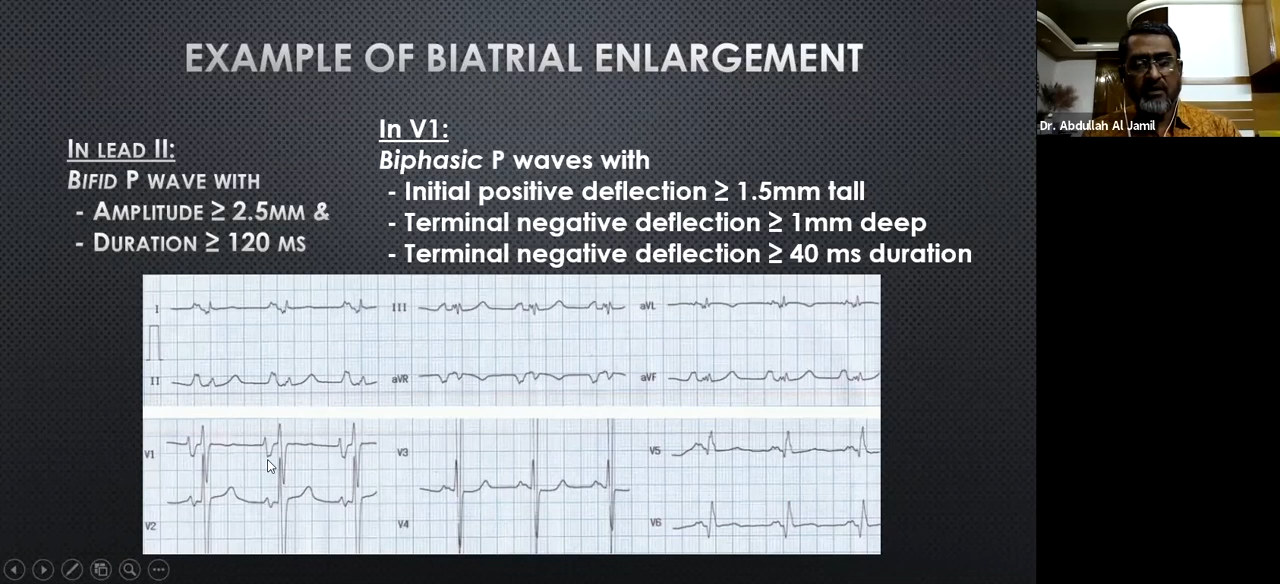 EXAMPLE OF BIATRIAL ENLARGEMENT
IN LEAD II:
BIFID P WAVE WITH
- AMPLITUDE ≥ 2.5MM &
- DURATION ≥ 120 MS
In V1:
Biphasic P waves with
- Initial positive deflection ≥ 1.5mm tall
- Terminal negative deflection ≥ 1mm deep
- Terminal negative deflection ≥ 40 ms duration
Dr. Abdullah Al Jamil
I III aVL
II aVR aVF
V1 V3 V5
V2 V4 V6